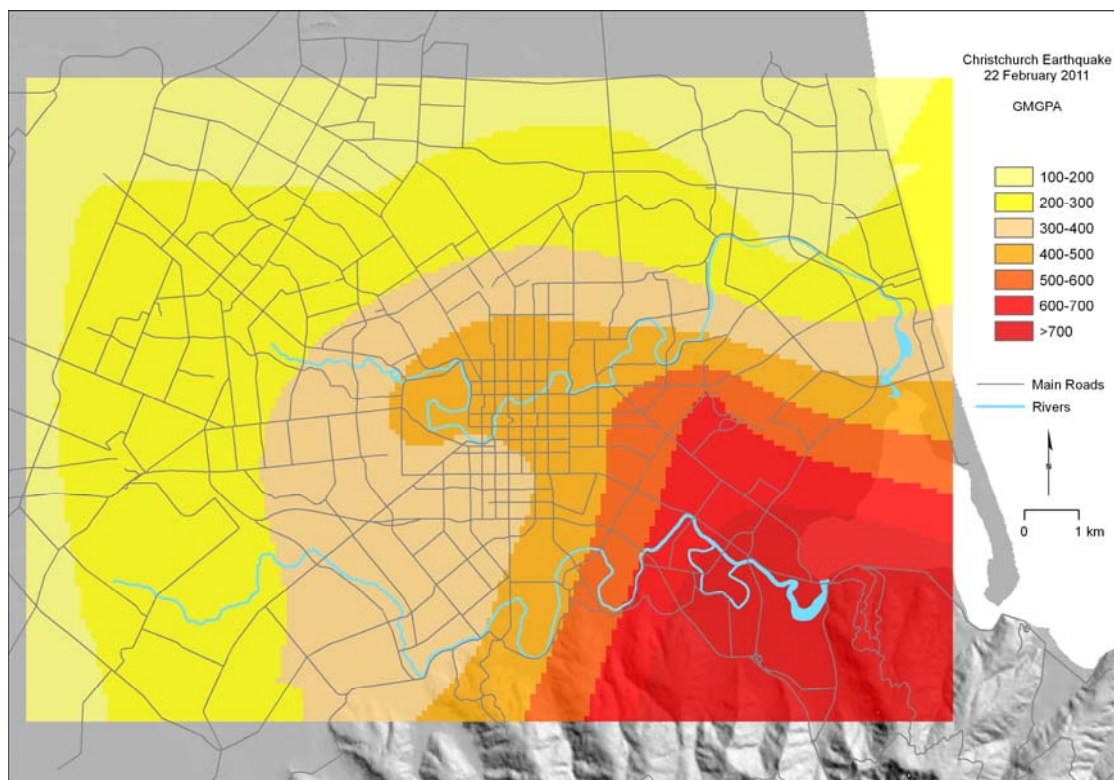 Christchurch Earthquake
22 February 2011
GMGPA
100-200
200-300
300-400
400-500
500-600
600-700
>700
Main Roads
Rivers
N
0 1 km